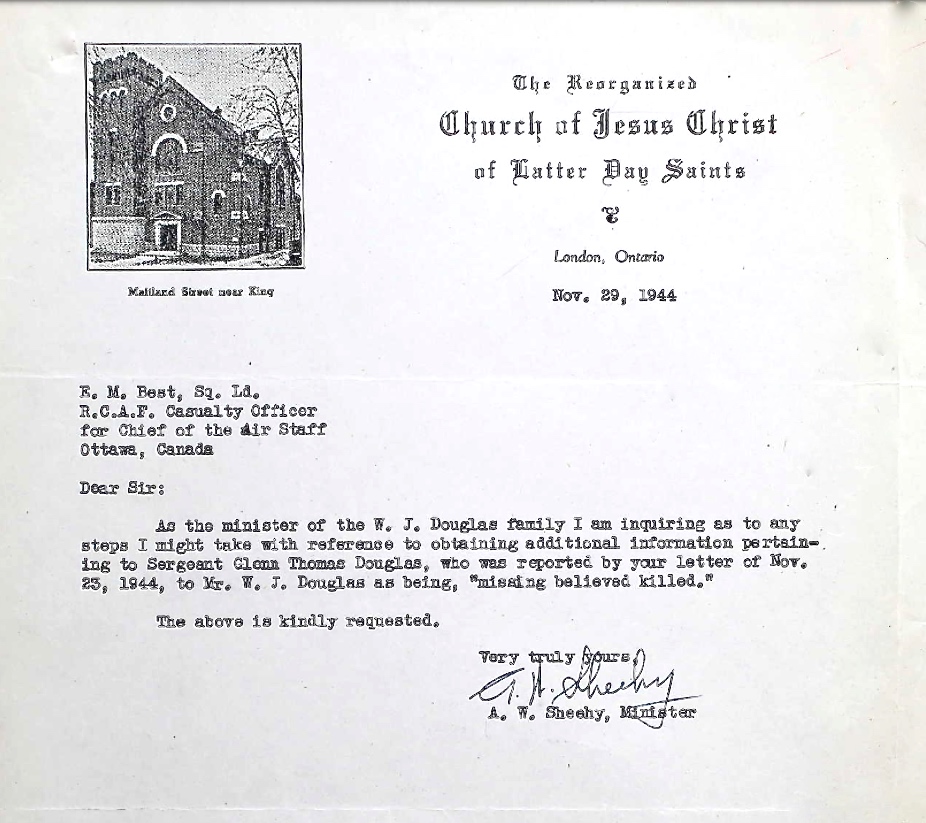 The Reorganized
Church of Jesus Christ
of Latter Day Saints
London, Ontario
Nov. 29, 1944
Maitland Street near King
E. M. Best, Sq. Ld.
R.C.A.F. Casualty Officer
for Chief of the Air Staff
Ottawa, Canada
Dear Sir:
As the minister of the W. J. Douglas family I am inquiring as to any
steps I might take with reference to obtaining additional information pertain-
ing to Sergeant Glenn Thomas Douglas, who was reported by your letter of Nov.
23, 1944, to Mr. W. J. Douglas as being, "missing believed killed."
The above is kindly requested.
Very truly yours,
A. W. Sheehy
A. W. Sheehy, Minister